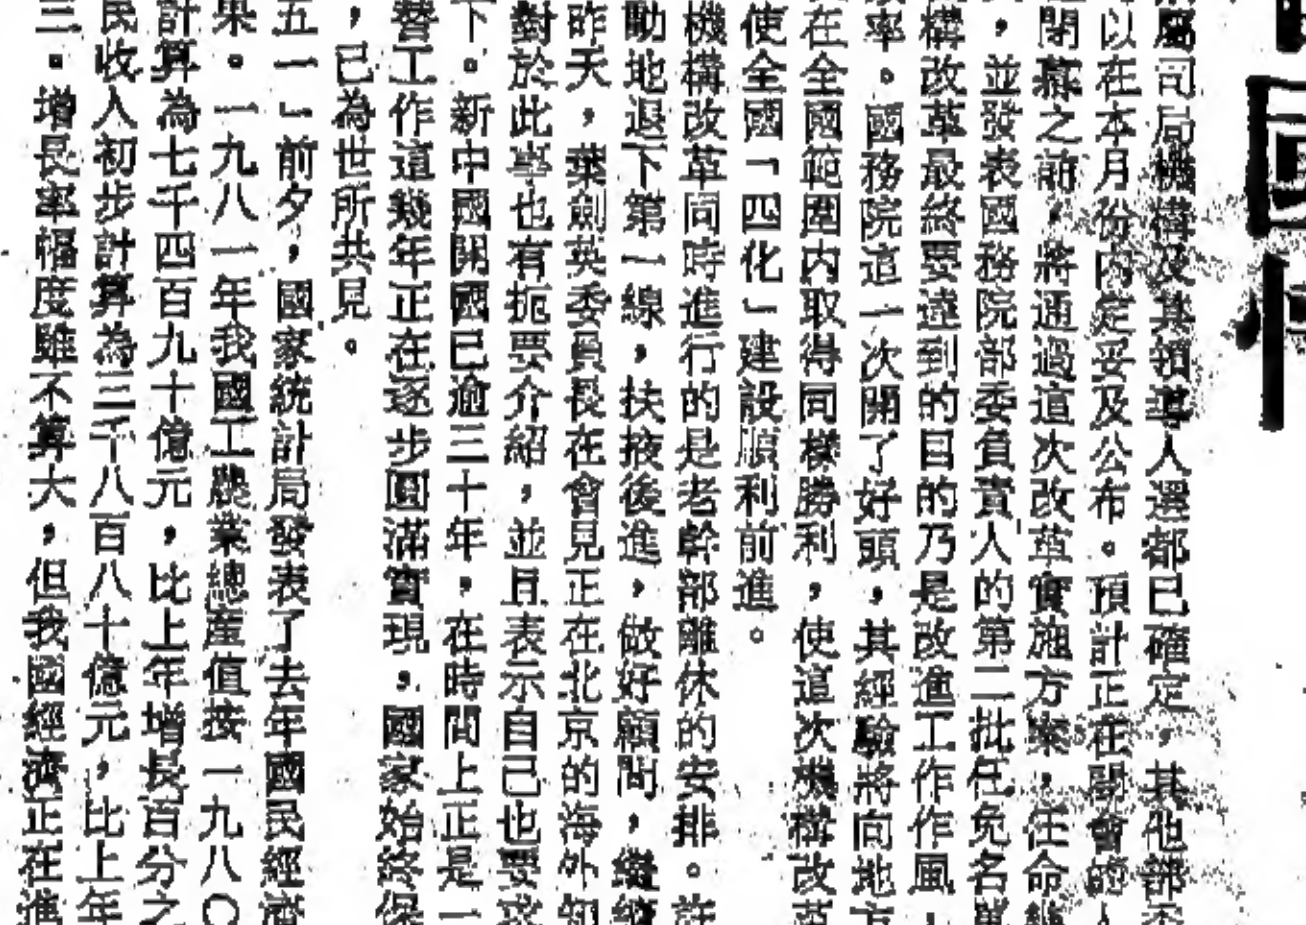 國情
屬司局機構及其領導人選都已確定，其他部委
以在本月份內定妥及公布。預計正在開會的人
閉幕之前，將通過這次改革實施方案，任命
，並發表國務院部委負責人的第二批任免名單
構改革最終要達到的目的乃是改進工作作風，
率。國務院這一次開了好頭，其經驗將向地方
在全國範圍內取得同樣勝利，使這次機構改革
使全國「四化」建設順利前進。
機構改革同時進行的是老幹部離休的安排。許
動地退下第一線，扶掖後進，做好顧問，繼續
昨天，葉劍英委員長在會見正在北京的海外知
對於此事也有扼要介紹，並且表示自己也要求
下。新中國開國已逾三十年，在時間上正是一
替工作這幾年正在逐步圓滿實現，國家始終保
，已為世所共見。
五一」前夕，國家統計局發表了去年國民經濟
果。一九八一年我國工農業總產值按一九八〇
計算為七千四百九十億元，比上年增長百分之
民收入初步計算為三千八百八十億元，比上年
三。增長率幅度雖不算大，但我國經濟正在進